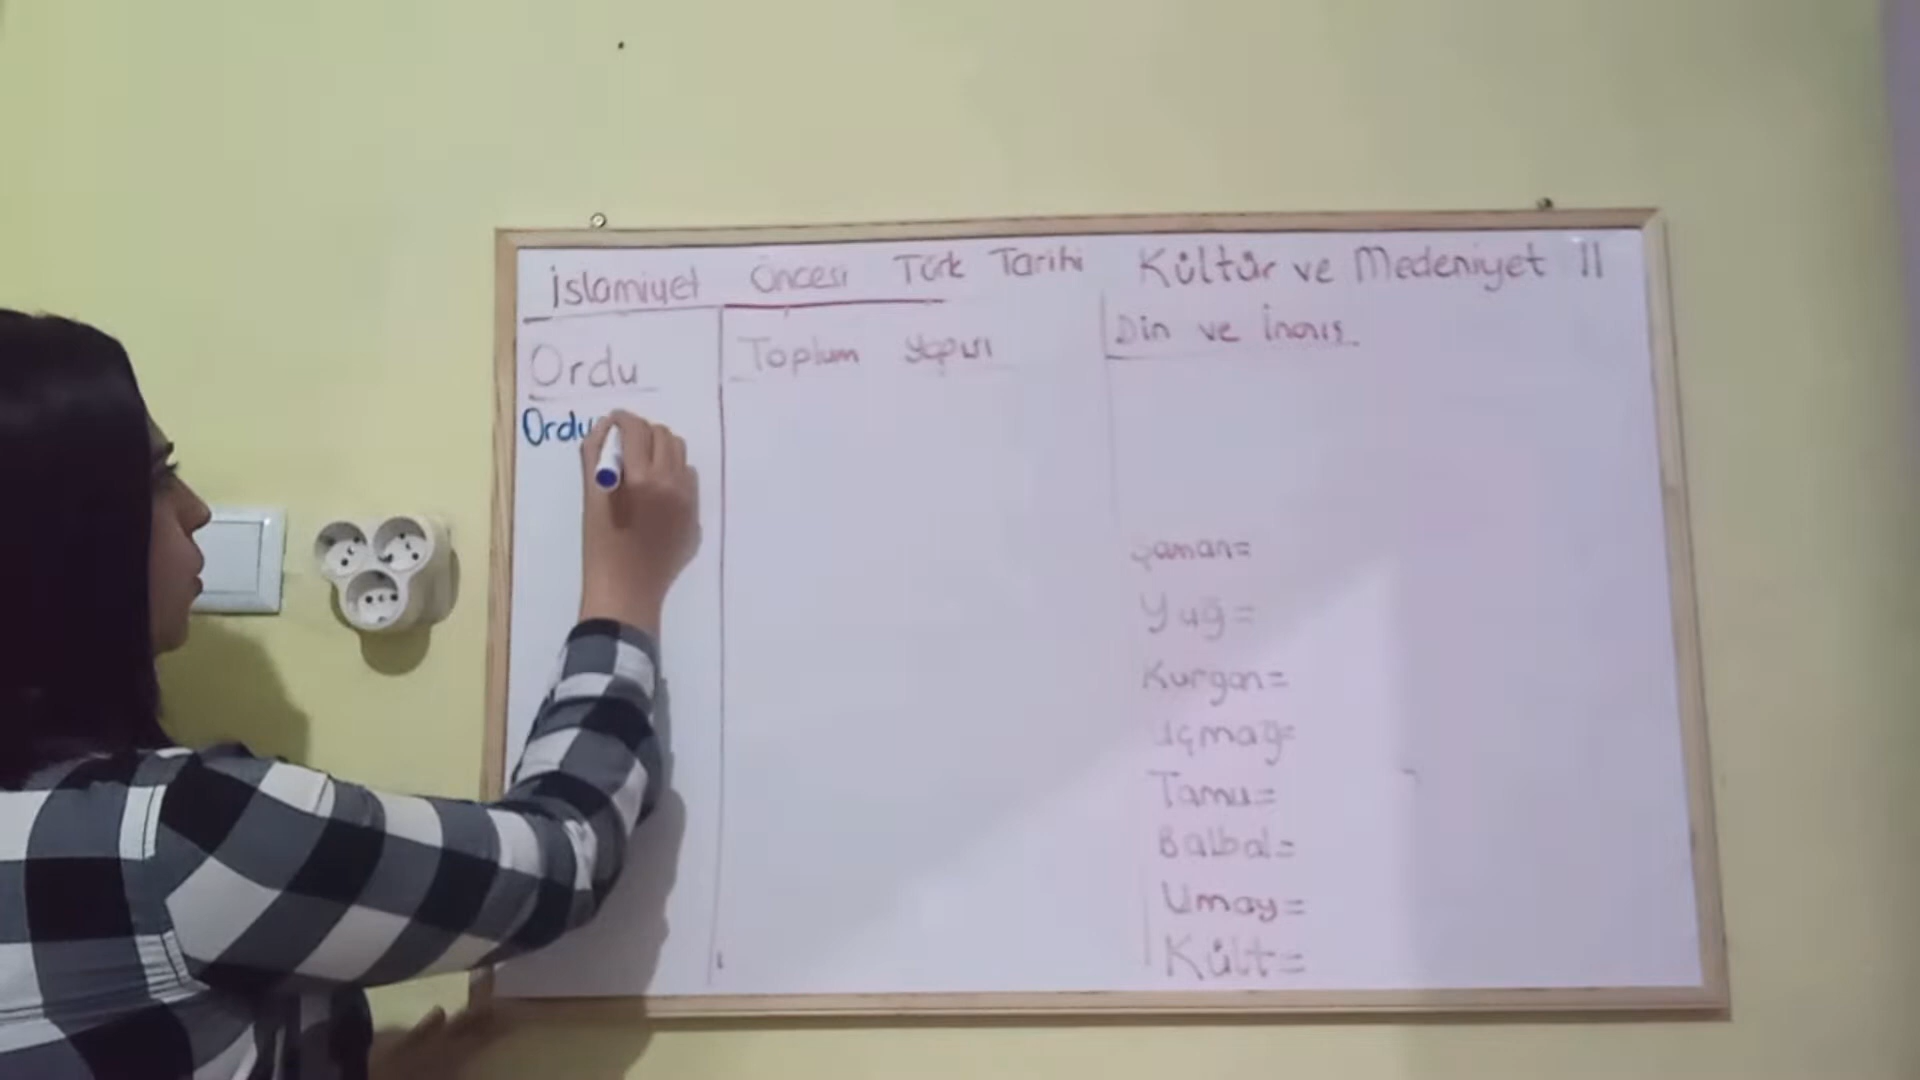 İslamiyet Öncesi Türk Tarihi Kültür ve Medeniyet II
Ordu
Ordu
Toplum Yapısı
Din ve İnanış
Şaman=
Yuğ=
Kurgan=
Uçmağ=
Tamu=
Balbal=
Umay=
Kült=